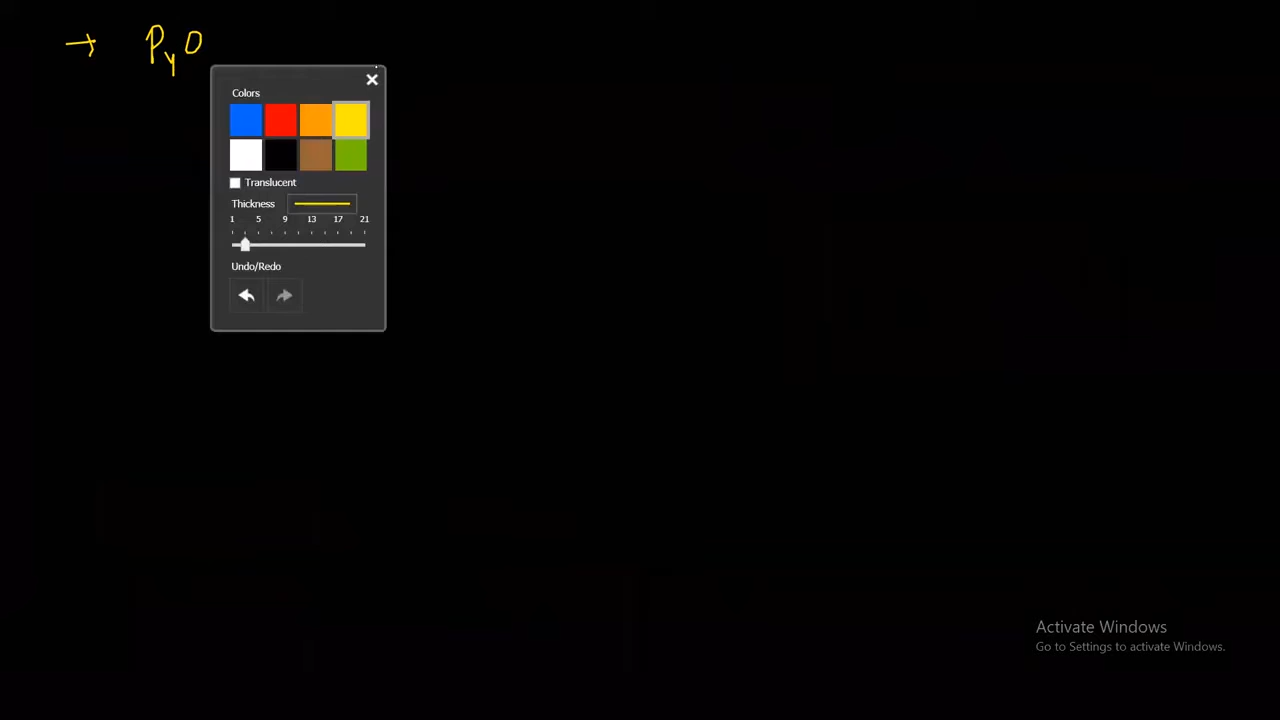 → PyO
Colors
Translucent
Thickness
1 5 9 13 17 21
Undo/Redo
Activate Windows
Go to Settings to activate Windows.